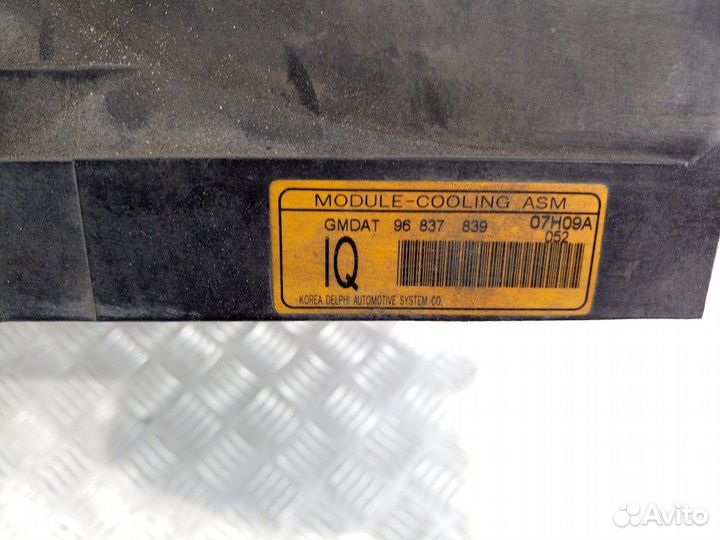 MODULE-COOLING ASM
GMDAT 96 837 839 07H09A
052
IQ
KOREA DELPHI AUTOMOTIVE SYSTEM CO.
Avito